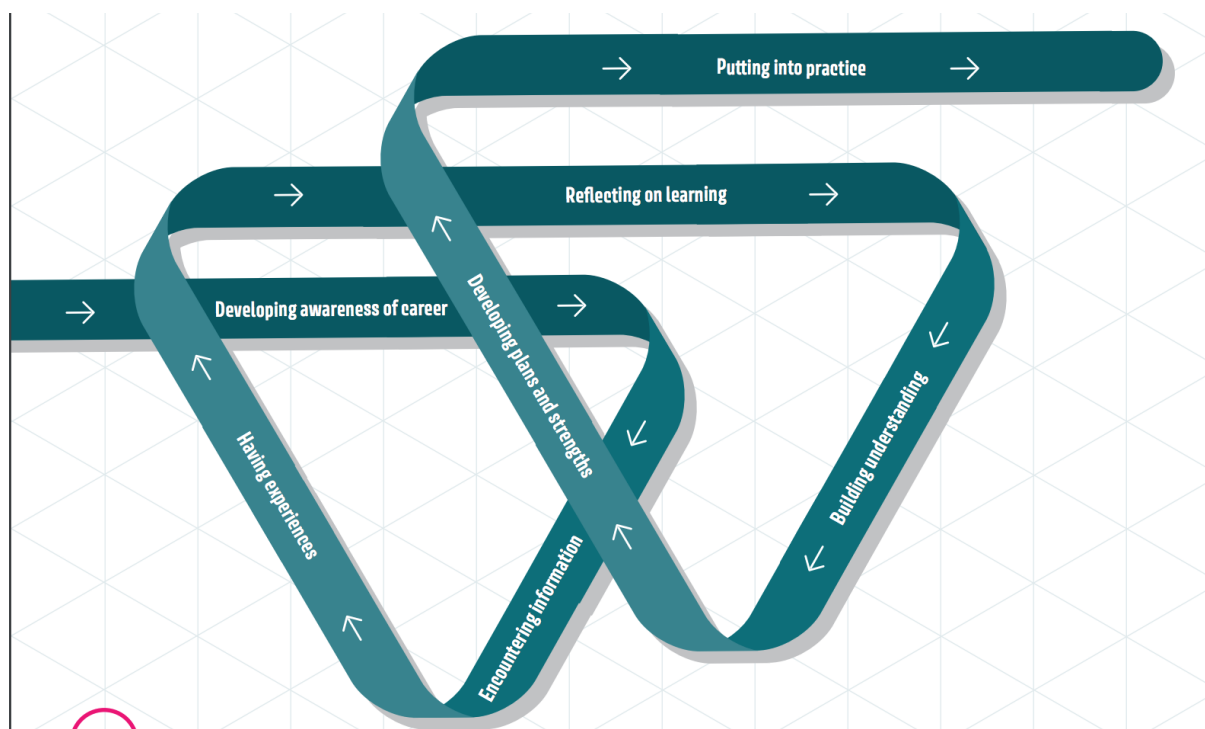 Putting into practice
Reflecting on learning
Developing awareness of career
Developing plans and strengths
Building understanding
Having experiences
Encountering information